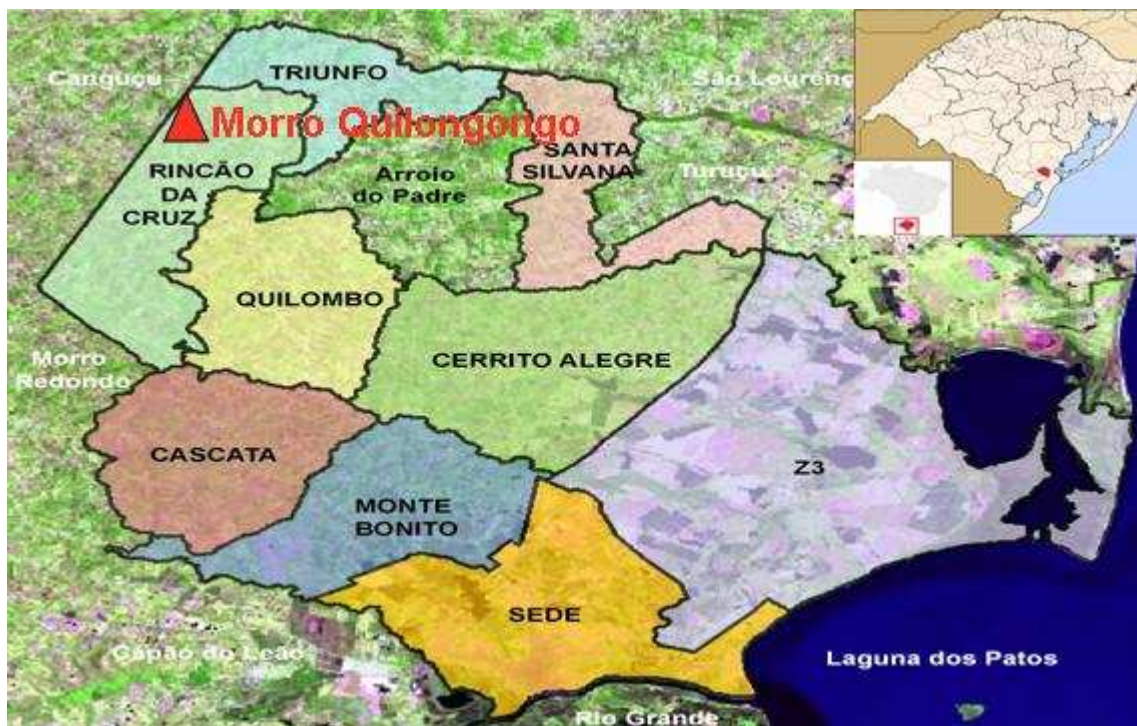 Canguçu
TRIUNFO
São Lourenç
Morro Quilongongo
RINCÃO
DA
CRUZ
Arroio
do Padre
SANTA
SILVANA
Turuçu
QUILOMBO
CERRITO ALEGRE
Morro
Redondo
CASCATA
Z3
MONTE
BONITO
SEDE
Capão do Leão
Laguna dos Patos
Rio Grande